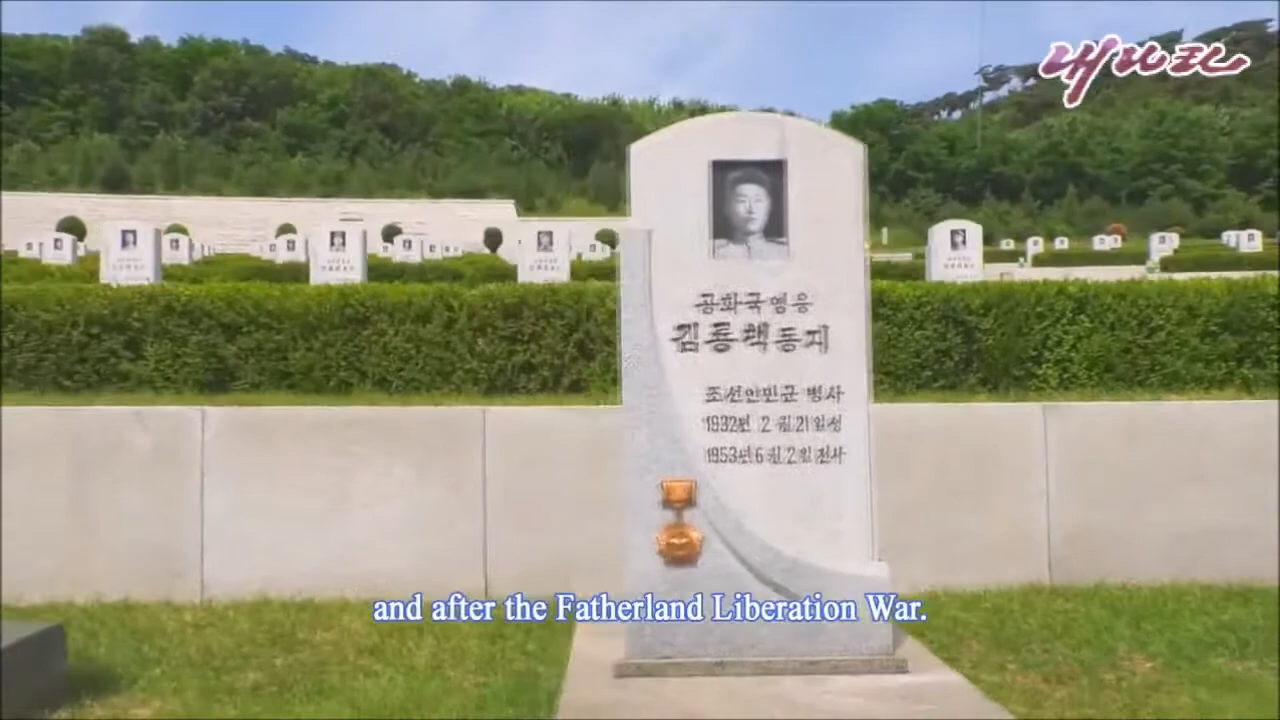 내나라
공화국영웅
김룡책동지
조선인민군 병사
1932년 2월 21일생
1953년 6월 2일 전사
and after the Fatherland Liberation War.